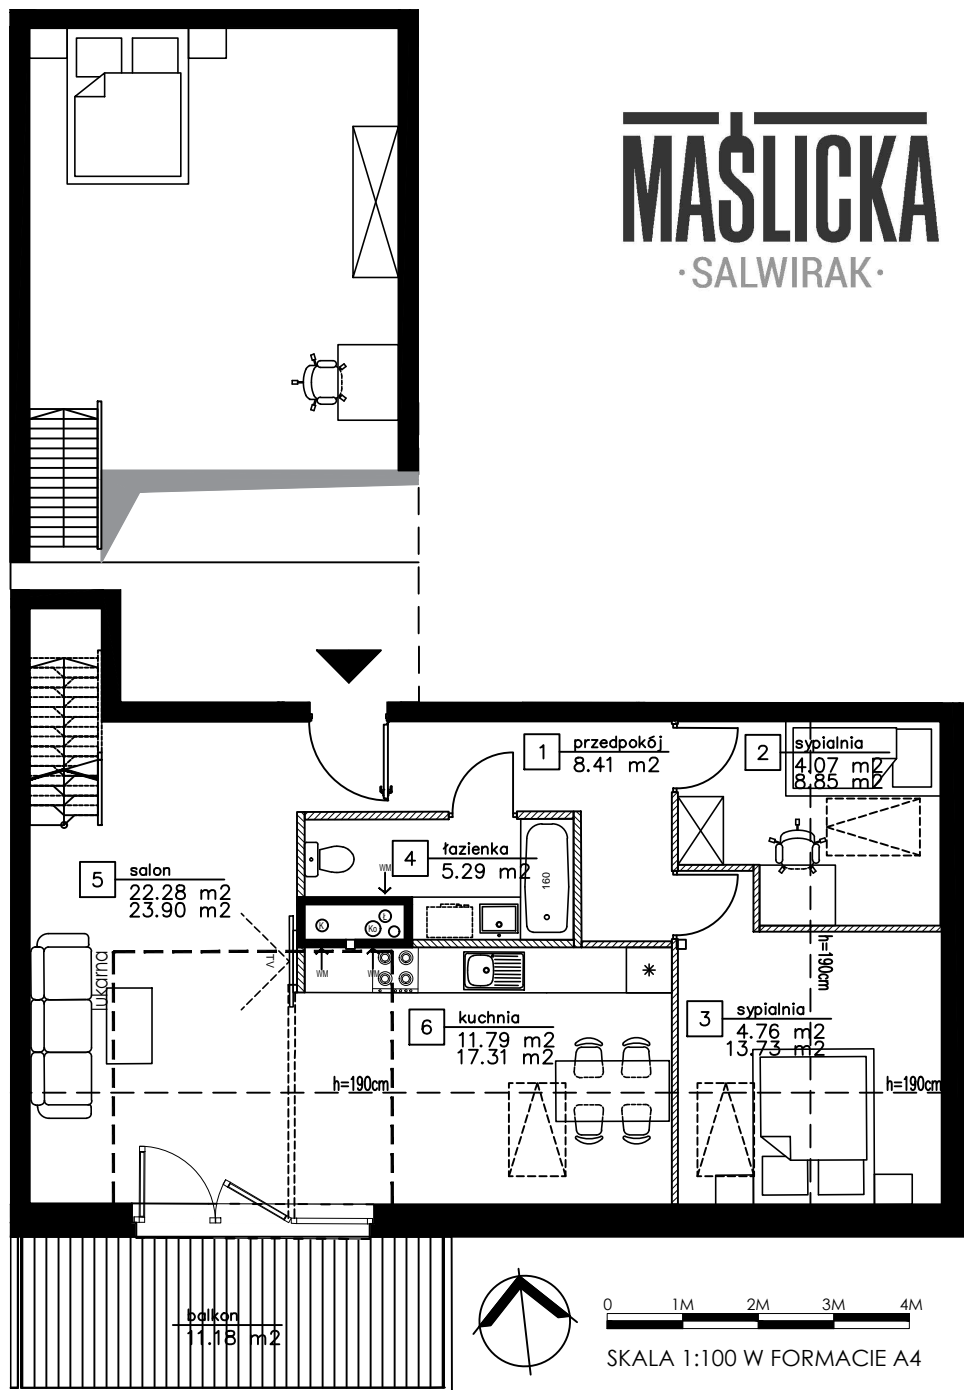 MAŚLICKA
·SALWIRAK·
1
przedpokój
8.41 m2
2
sypialnia
4.07 m2
8.85 m2
4
łazienka
5.29 m2
WM
160
5
salon
22.28 m2
23.90 m2
K
Ł
Ko
TV
WM
WM
lukarna
h=190cm
6
kuchnia
11.79 m2
17.31 m2
3
sypialnia
4.76 m2
13.73 m2
h=190cm
h=190cm
balkon
11.18 m2
0 1M 2M 3M 4M
SKALA 1:100 W FORMACIE A4